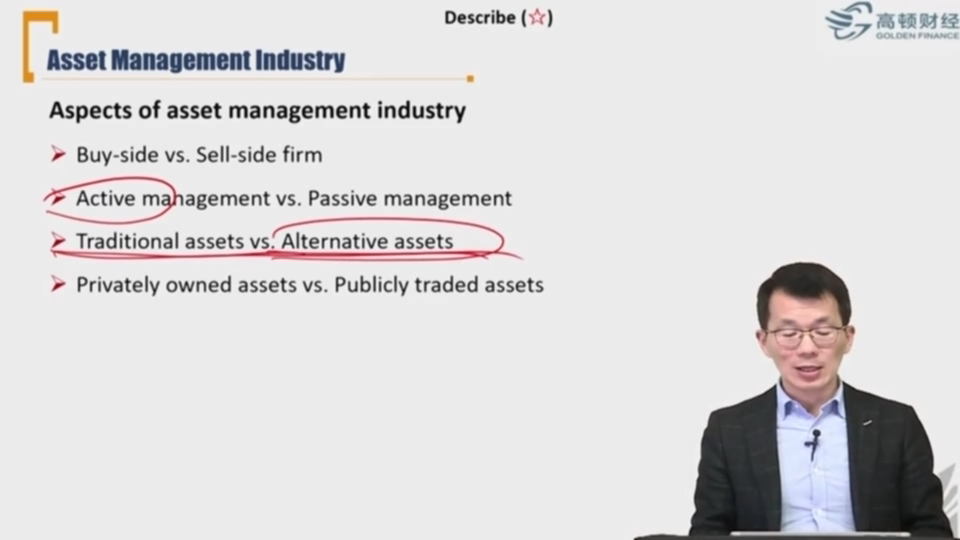 Describe (☆)
高顿财经
GOLDEN FINANCE
Asset Management Industry
Aspects of asset management industry
Buy-side vs. Sell-side firm
Active management vs. Passive management
Traditional assets vs. Alternative assets
Privately owned assets vs. Publicly traded assets